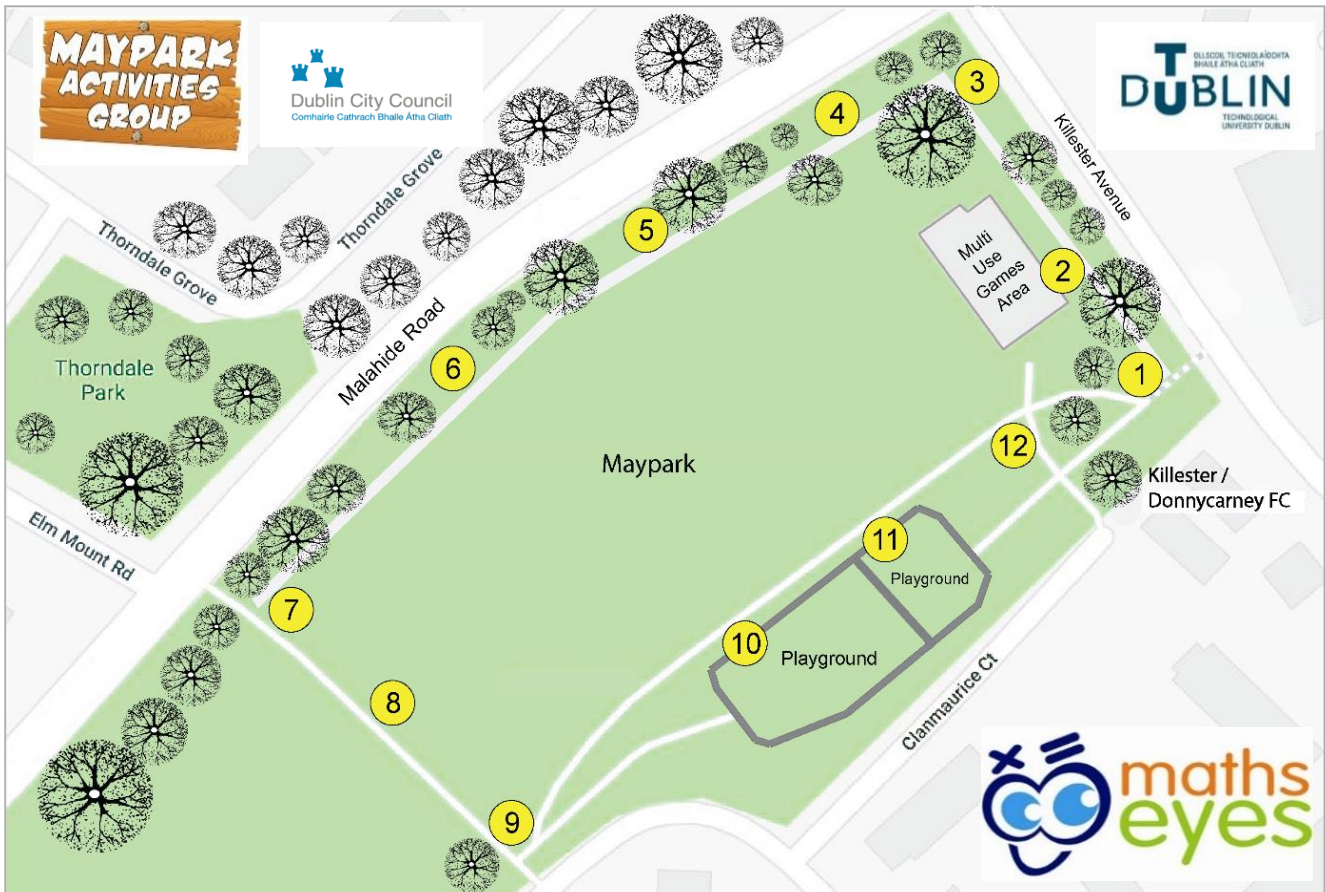 MAYPARK
ACTIVITIES
GROUP
Dublin City Council
Comhairle Cathrach Bhaile Átha Cliath
OLLSCOIL TEICNEOLAÍOCHTA
BHAILE ÁTHA CLIATH
TU DUBLIN
TECHNOLOGICAL
UNIVERSITY DUBLIN
3
4
Killester Avenue
Thorndale Grove
Thorndale Grove
5
Multi
Use
Games
Area
2
Malahide Road
Thorndale
Park
6
1
12
Maypark
Killester /
Donnycarney FC
Elm Mount Rd
11
Playground
7
10
Playground
8
Clanmaurice Ct
9
maths
eyes